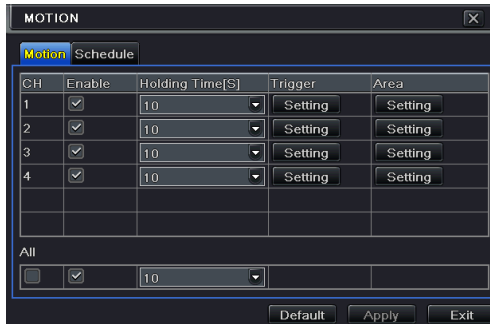 MOTION
Motion Schedule
CH Enable Holding Time[S] Trigger Area
1 10 Setting Setting
2 10 Setting Setting
3 10 Setting Setting
4 10 Setting Setting
All
10
Default Apply Exit